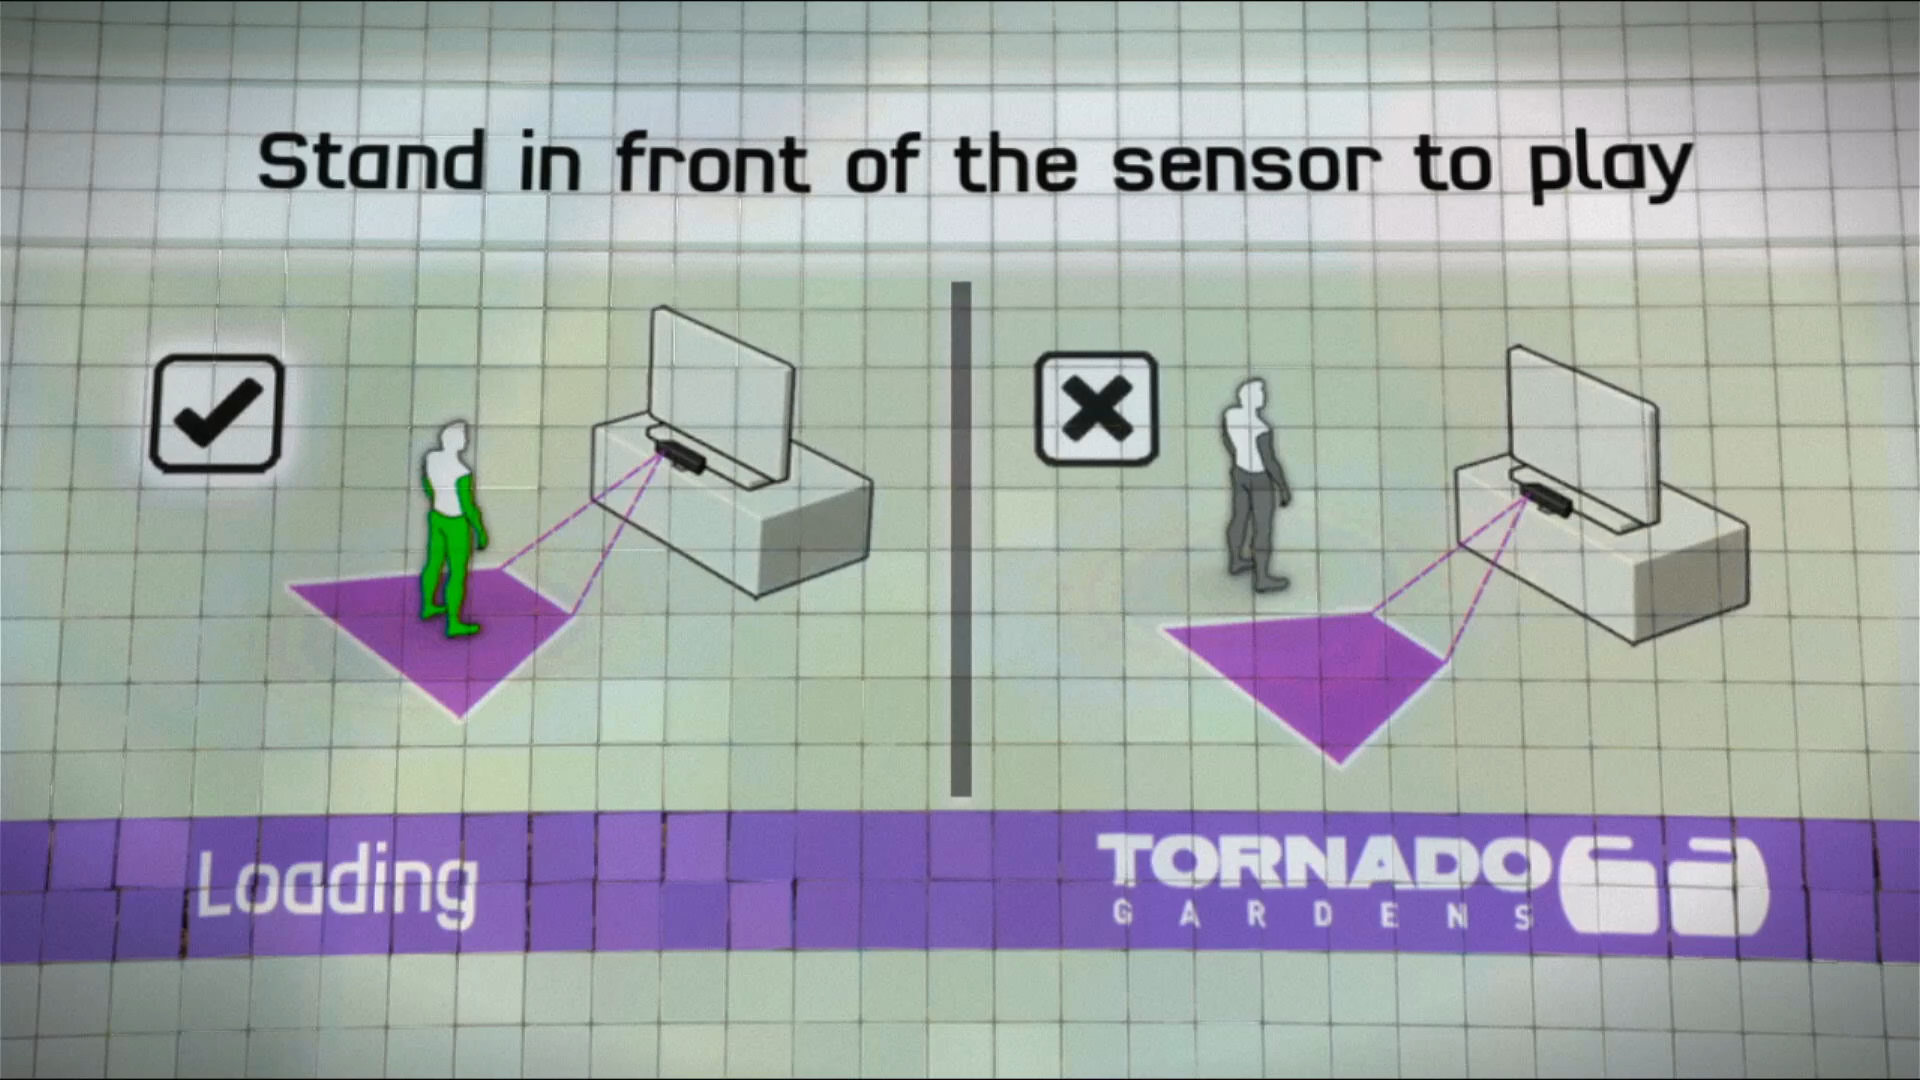 Stand in front of the sensor to play
Loading
TORNADO
GARDENS